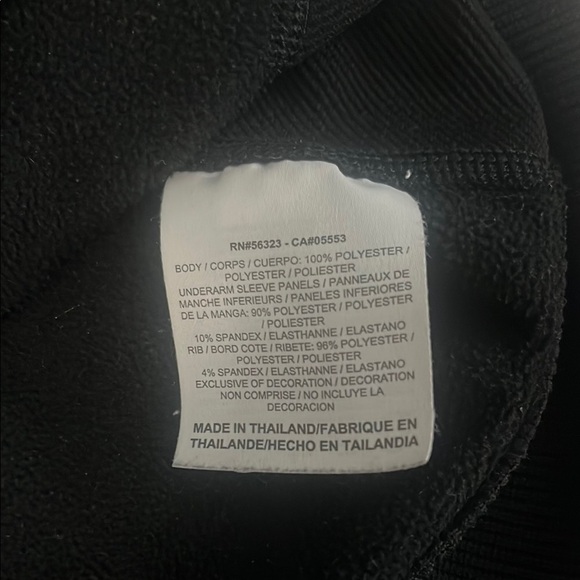 RN#56323 - CA#05553
BODY / CORPS / CUERPO: 100% POLYESTER /
POLYESTER / POLIESTER
UNDERARM SLEEVE PANELS / PANNEAUX DE
MANCHE INFERIEURS / PANELES INFERIORES
DE LA MANGA: 90% POLYESTER / POLYESTER
/ POLIESTER
10% SPANDEX / ELASTHANNE / ELASTANO
RIB / BORD COTE / RIBETE: 96% POLYESTER /
POLYESTER / POLIESTER
4% SPANDEX / ELASTHANNE / ELASTANO
EXCLUSIVE OF DECORATION / DECORATION
NON COMPRISE / NO INCLUYE LA
DECORACION
MADE IN THAILAND/FABRIQUE EN
THAILANDE/HECHO EN TAILANDIA